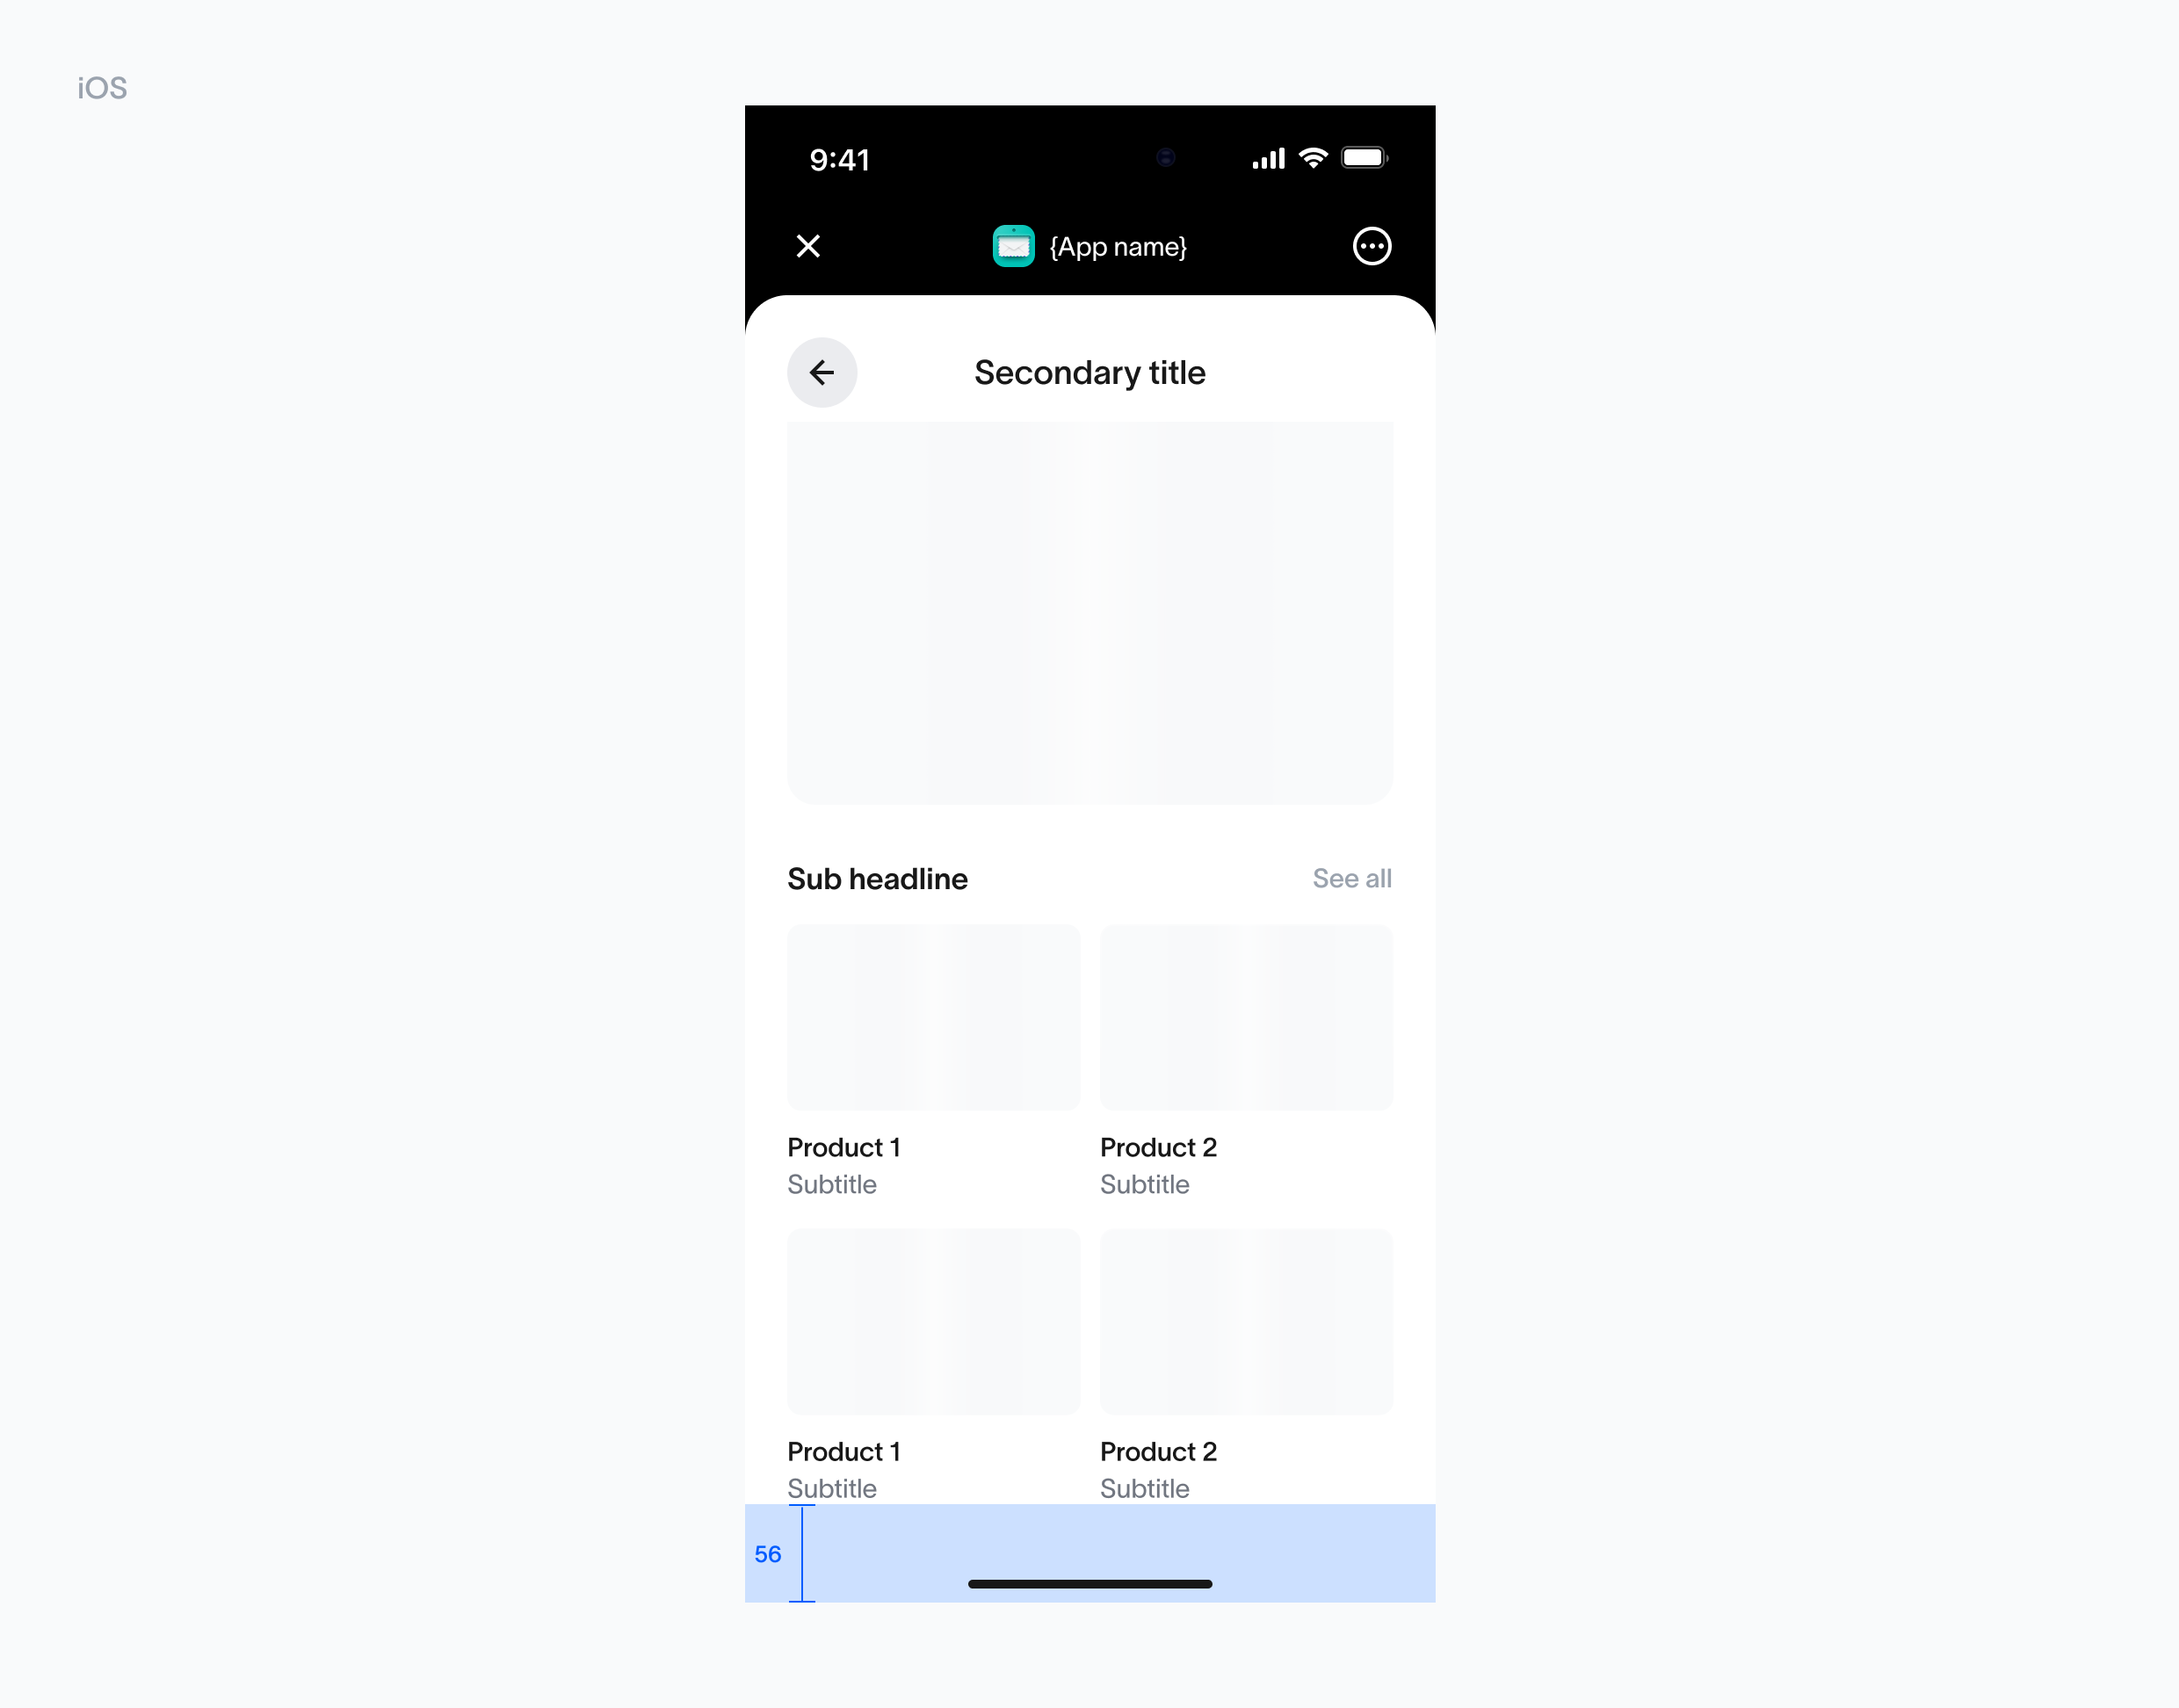 iOS
9:41
{App name}
Secondary title
Sub headline
See all
Product 1
Product 2
Subtitle
Subtitle
Product 1
Product 2
Subtitle
Subtitle
56